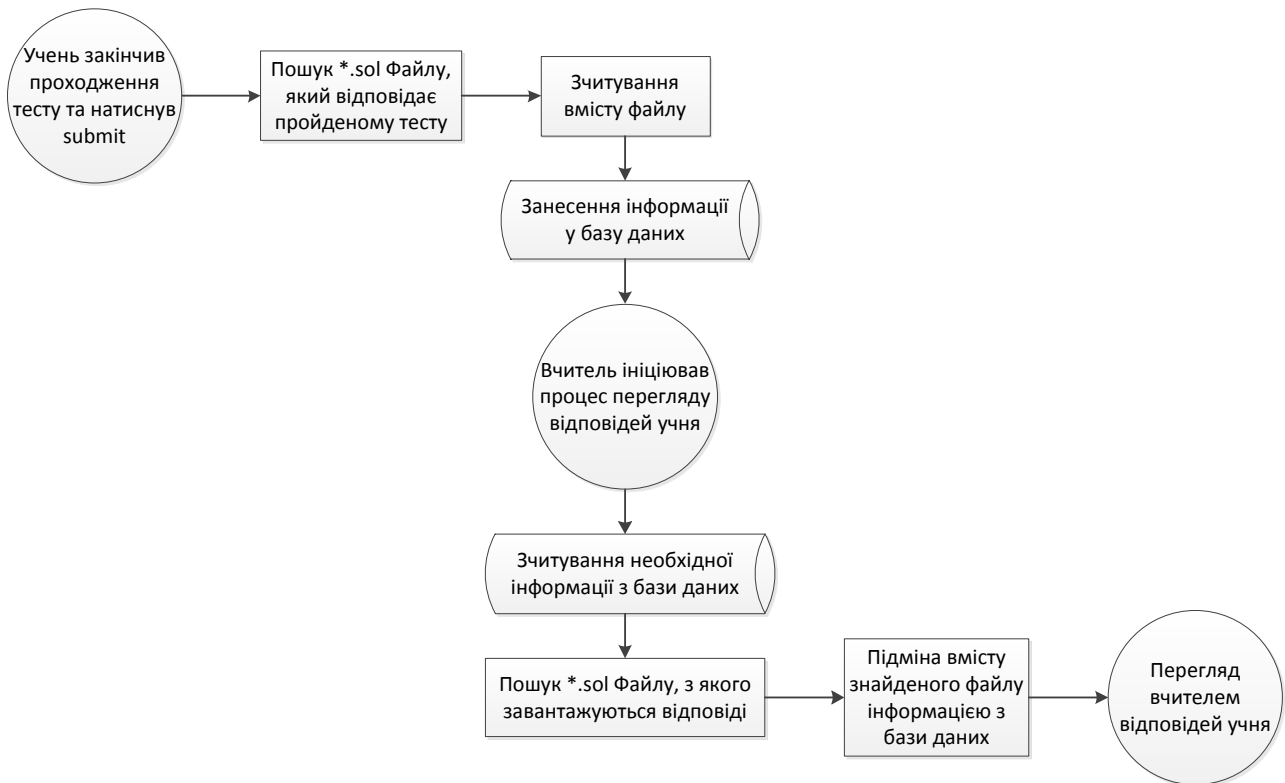 Учень закінчив
проходження
тесту та натиснув
submit
Пошук *.sol Файлу,
який відповідає
пройденому тесту
Зчитування
вмісту файлу
Занесення інформації
у базу даних
Вчитель ініціював
процес перегляду
відповідей учня
Зчитування необхідної
інформації з бази даних
Пошук *.sol Файлу, з якого
завантажуються відповіді
Підміна вмісту
знайденого файлу
інформацією з
бази даних
Перегляд
вчителем
відповідей учня